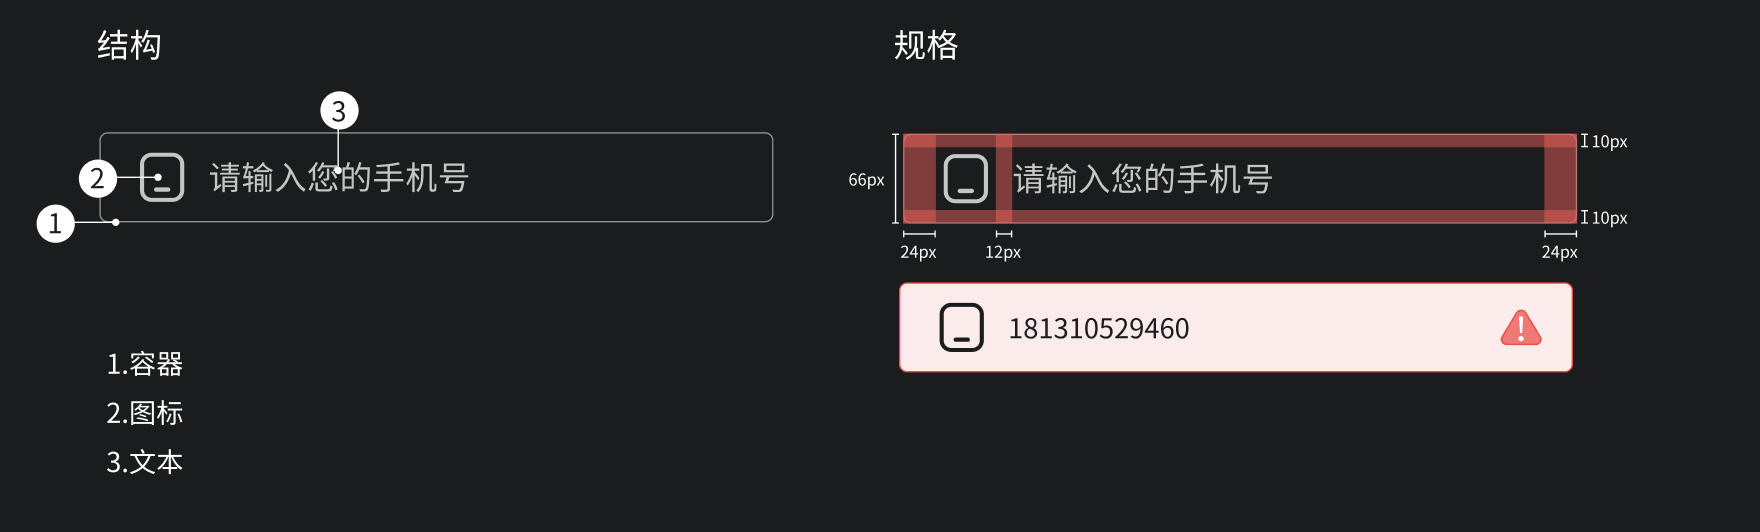 结构
3
2
请输入您的手机号
1
1.容器
2.图标
3.文本
规格
66px
请输入您的手机号
10px
10px
24px
12px
24px
181310529460